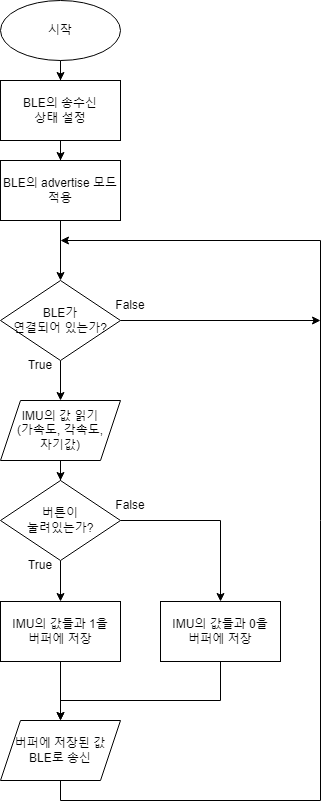 시작
BLE의 송수신
상태 설정
BLE의 advertise 모드
적용
BLE가
연결되어 있는가?
False
True
IMU의 값 읽기
(가속도, 각속도,
자기값)
버튼이
눌려있는가?
False
True
IMU의 값들과 1을
버퍼에 저장
IMU의 값들과 0을
버퍼에 저장
버퍼에 저장된 값
BLE로 송신